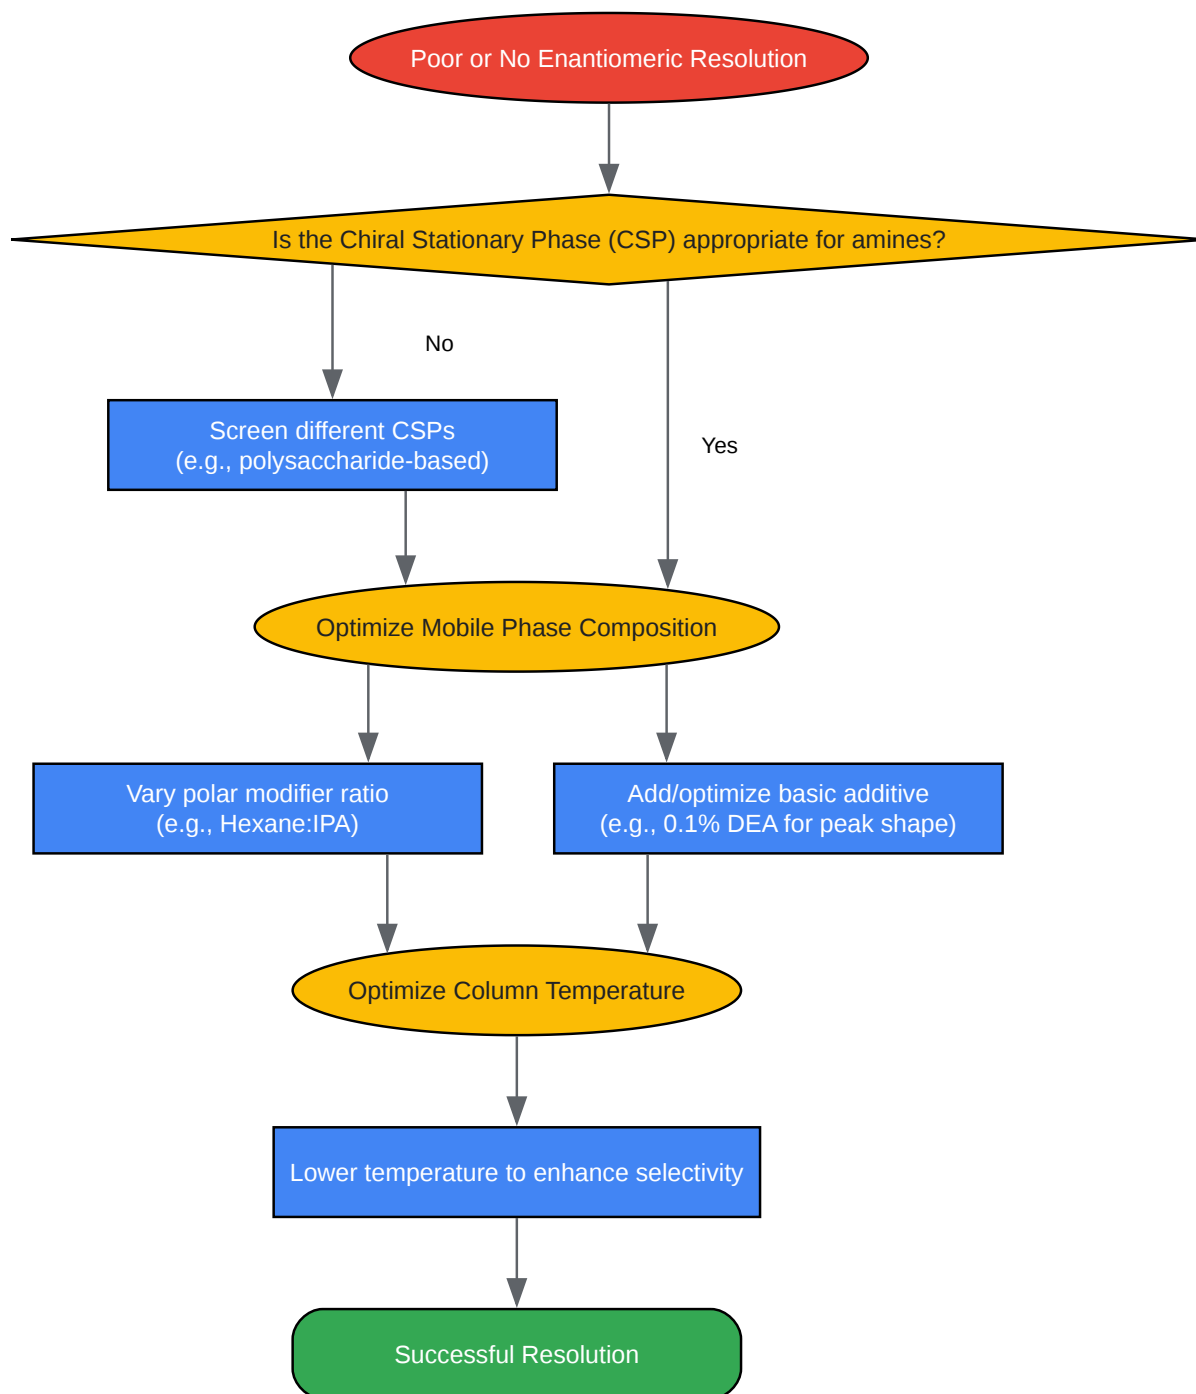 Poor or No Enantiomeric Resolution
Is the Chiral Stationary Phase (CSP) appropriate for amines?
No
Screen different CSPs
(e.g., polysaccharide-based)
Yes
Optimize Mobile Phase Composition
Vary polar modifier ratio
(e.g., Hexane:IPA)
Add/optimize basic additive
(e.g., 0.1% DEA for peak shape)
Optimize Column Temperature
Lower temperature to enhance selectivity
Successful Resolution